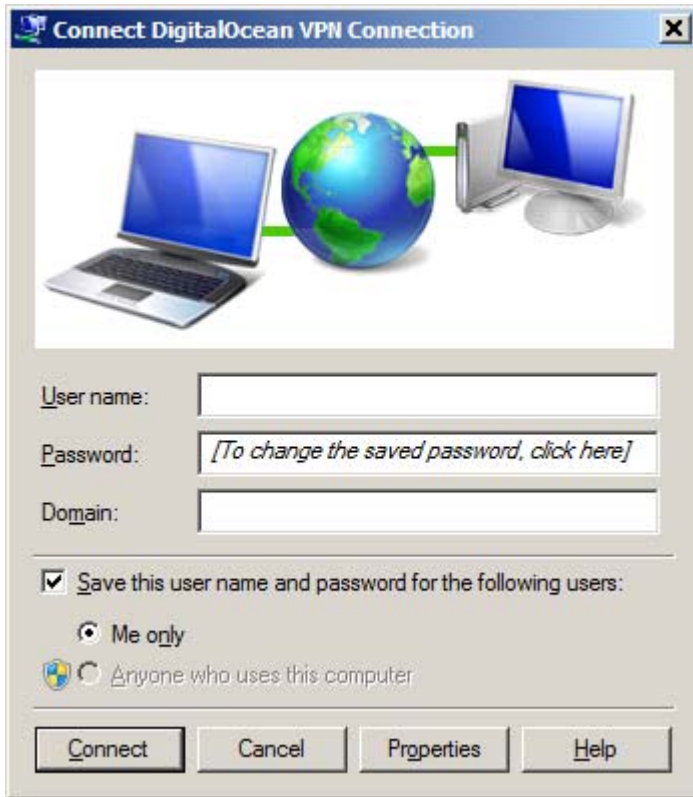 Connect DigitalOcean VPN Connection
User name:
Password: [To change the saved password, click here]
Domain:
Save this user name and password for the following users:
Me only
Anyone who uses this computer
Connect Cancel Properties Help